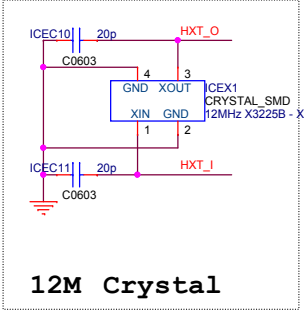 ICEC10 20p HXT_O
C0603
4 3
GND XOUT ICEX1
CRYSTAL_SMD
XIN GND 12MHz X3225B - X
1 2
ICEC11 20p HXT_I
C0603
12M Crystal